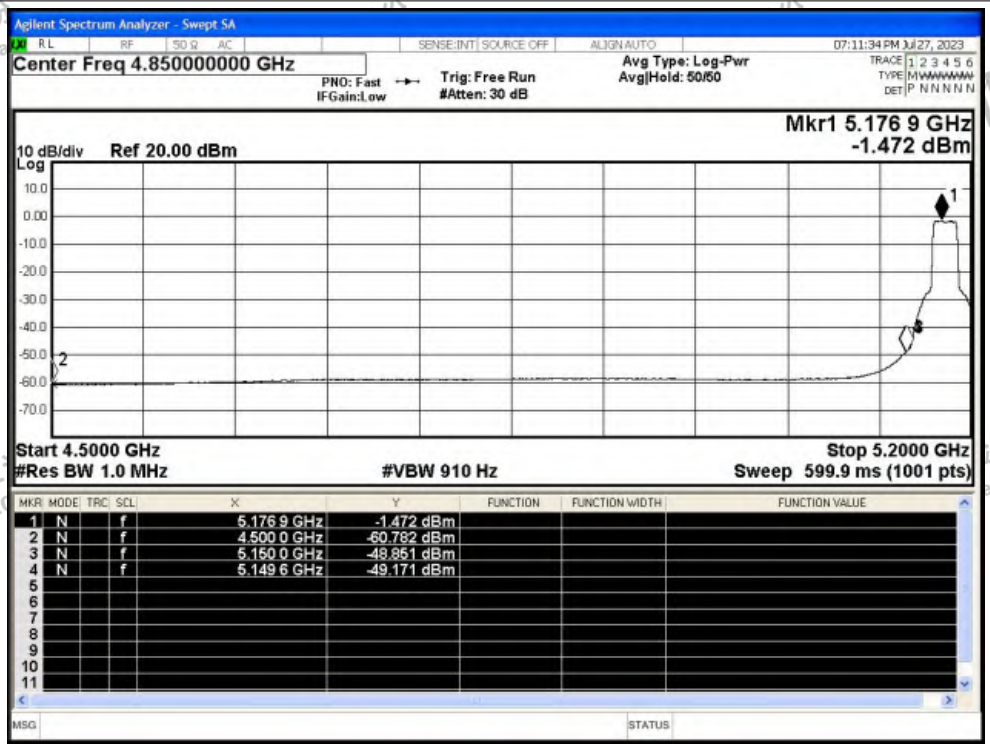 Agilent Spectrum Analyzer - Swept SA
RL RF 50 Ω AC SENSE:INT SOURCE OFF ALIGN AUTO 07:11:34 PM Jul 27, 2023
Center Freq 4.850000000 GHz Avg Type: Log-Pwr TRACE 1 2 3 4 5 6
PNO: Fast Trig: Free Run Avg|Hold: 50/50 TYPE MWWWWW
IFGain:Low #Atten: 30 dB DET P N N N N N
Mkr1 5.176 9 GHz
10 dB/div Ref 20.00 dBm -1.472 dBm
Log
10.0
1
0.00
-10.0
-20.0
-30.0
-40.0
-50.0
2
-60.0
-70.0
Start 4.5000 GHz Stop 5.2000 GHz
#Res BW 1.0 MHz #VBW 910 Hz Sweep 599.9 ms (1001 pts)
MKR MODE TRC SCL X Y FUNCTION FUNCTION WIDTH FUNCTION VALUE
1 N f 5.176 9 GHz -1.472 dBm
2 N f 4.500 0 GHz -60.782 dBm
3 N f 5.150 0 GHz -48.851 dBm
4 N f 5.149 6 GHz -49.171 dBm
5
6
7
8
9
10
11
MSG STATUS